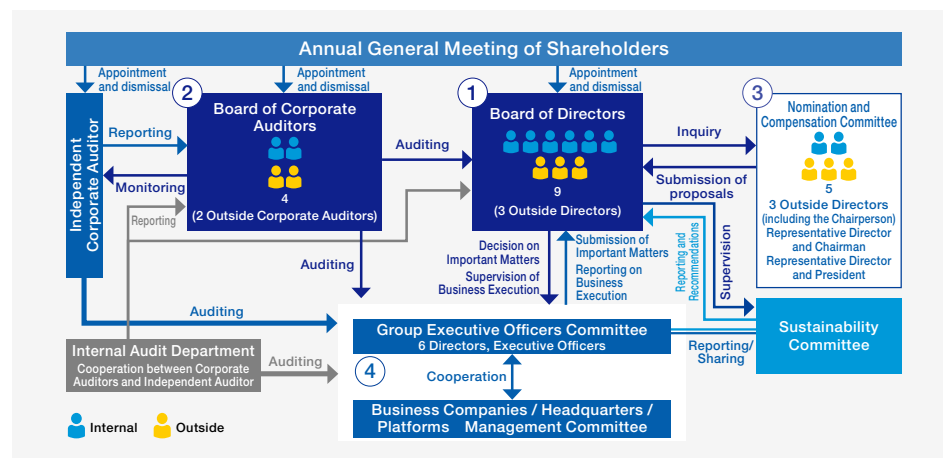 Annual General Meeting of Shareholders
Appointment
and dismissal
Appointment
and dismissal
Appointment
and dismissal
Independent
Corporate Auditor
Reporting
Monitoring
Reporting
2
Board of Corporate
Auditors
4
(2 Outside Corporate Auditors)
Auditing
1
Board of Directors
9
(3 Outside Directors)
Inquiry
Submission of
proposals
3
Nomination and
Compensation Committee
5
3 Outside Directors
(including the Chairperson)
Representative Director
and Chairman
Representative Director
and President
Auditing
Decision on
Important Matters
Supervision of
Business Execution
Submission of
Important Matters
Reporting on
Business
Execution
Reporting and
Recommendations
Supervision
Auditing
Group Executive Officers Committee
6 Directors, Executive Officers
Reporting/
Sharing
Sustainability
Committee
Internal Audit Department
Cooperation between Corporate
Auditors and Independent Auditor
Auditing
4
Cooperation
Business Companies / Headquarters /
Platforms Management Committee
Internal
Outside